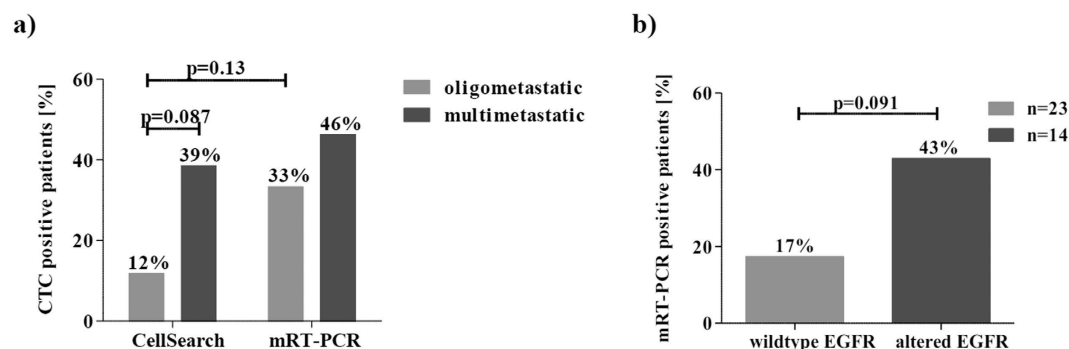 a)
CTC positive patients [%]
60
40
20
0
p=0.13
p=0.087
12%
39%
33%
46%
CellSearch
mRT-PCR
oligometastatic
multimetastatic
b)
mRT-PCR positive patients [%]
60
40
20
0
p=0.091
17%
43%
wildtype EGFR
altered EGFR
n=23
n=14